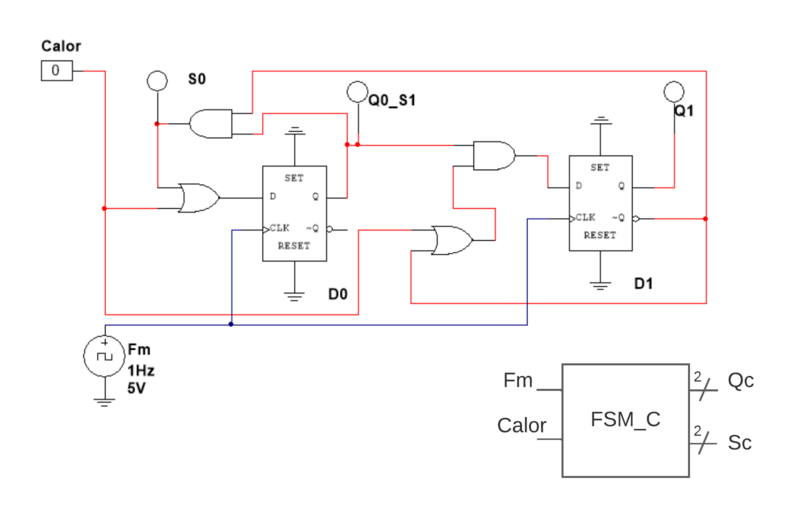 Calor
0
S0
Q0_S1
Q1
SET
D Q
CLK ~Q
RESET
D0
SET
D Q
CLK ~Q
RESET
D1
Fm
1Hz
5V
Fm
Calor
FSM_C
2
Qc
2
Sc